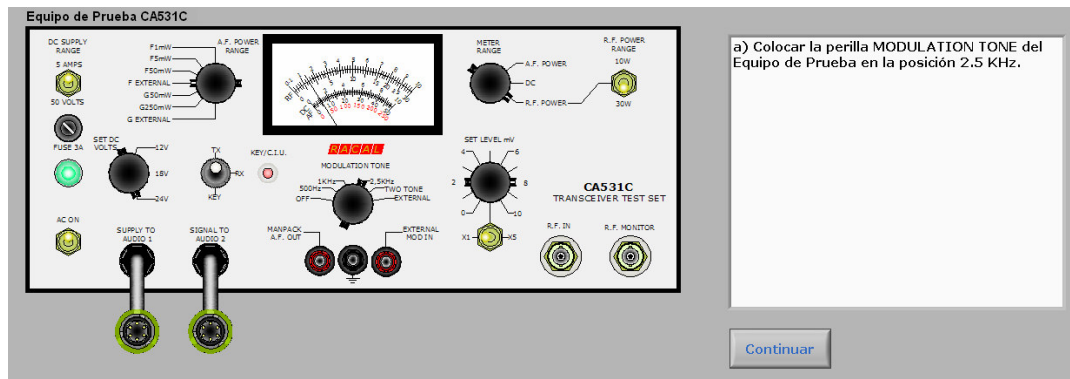 Equipo de Prueba CA531C
DC SUPPLY
RANGE
5 AMPS
50 VOLTS
FUSE 3A
A.F. POWER
RANGE
F1mW
F5mW
F50mW
F EXTERNAL
G50mW
G250mW
G EXTERNAL
SET DC
VOLTS
12V
18V
24V
TX
RX
KEY
KEY/C.I.U.
RACAL
MODULATION TONE
OFF
500Hz
1KHz
2,5KHz
TWO TONE
EXTERNAL
METER
RANGE
A.F. POWER
DC
R.F. POWER
R.F. POWER
RANGE
10W
30W
SET LEVEL mV
0
2
4
6
8
10
X1
X5
CA531C
TRANSCEIVER TEST SET
AC ON
SUPPLY TO
AUDIO 1
SIGNAL TO
AUDIO 2
MANPACK
A.F. OUT
EXTERNAL
MOD IN
R.F. IN
R.F. MONITOR
a) Colocar la perilla MODULATION TONE del
Equipo de Prueba en la posición 2.5 KHz.
Continuar